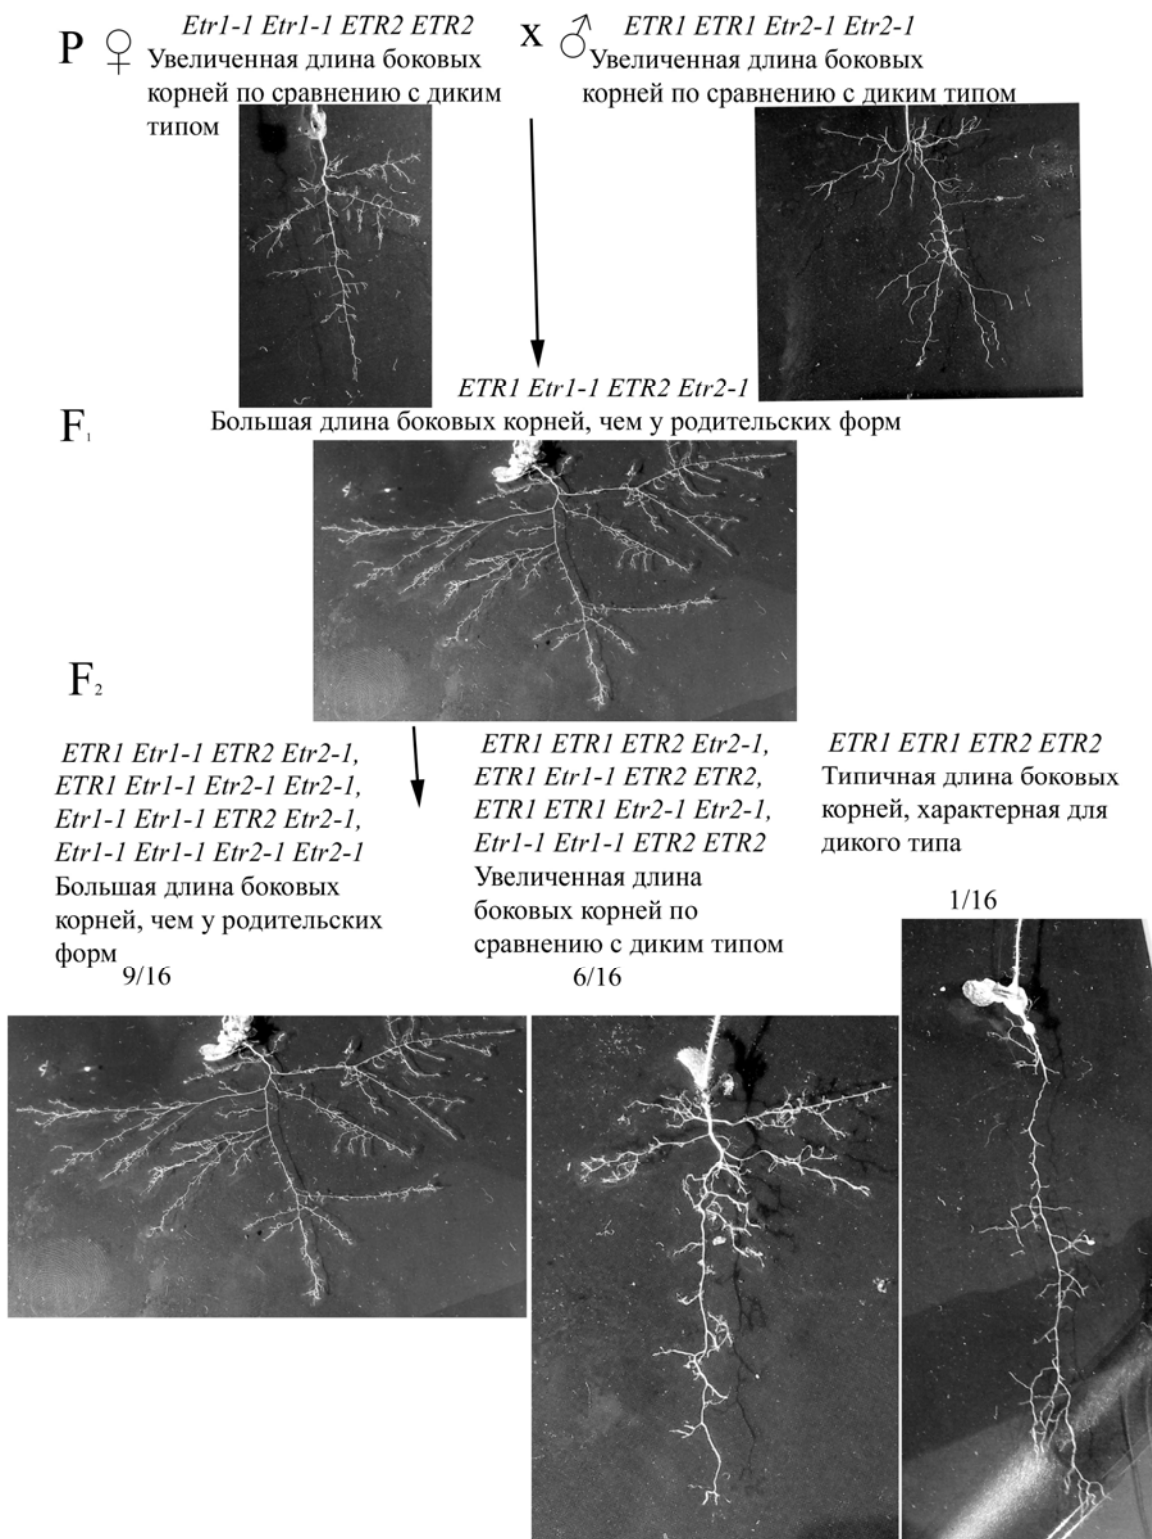 P ♀ Etr1-1 Etr1-1 ETR2 ETR2 x ♂ ETR1 ETR1 Etr2-1 Etr2-1
Увеличенная длина боковых
корней по сравнению с диким
типом
Увеличенная длина боковых
корней по сравнению с диким типом
ETR1 Etr1-1 ETR2 Etr2-1
F1
Большая длина боковых корней, чем у родительских форм
F2
ETR1 Etr1-1 ETR2 Etr2-1,
ETR1 Etr1-1 Etr2-1 Etr2-1,
Etr1-1 Etr1-1 ETR2 Etr2-1,
Etr1-1 Etr1-1 Etr2-1 Etr2-1
Большая длина боковых
корней, чем у родительских
форм
9/16
ETR1 ETR1 ETR2 Etr2-1,
ETR1 Etr1-1 ETR2 ETR2,
ETR1 ETR1 Etr2-1 Etr2-1,
Etr1-1 Etr1-1 ETR2 ETR2
Увеличенная длина
боковых корней по
сравнению с диким типом
6/16
ETR1 ETR1 ETR2 ETR2
Типичная длина боковых
корней, характерная для
дикого типа
1/16